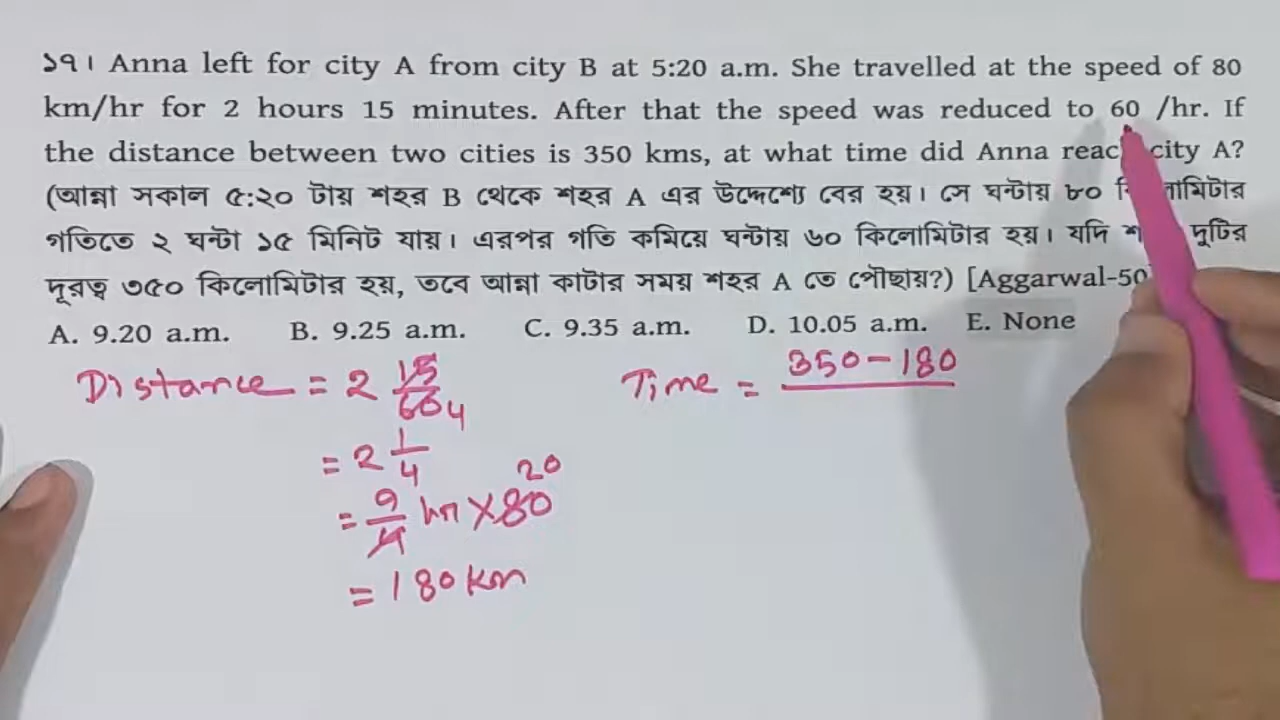 ১৭। Anna left for city A from city B at 5:20 a.m. She travelled at the speed of 80
km/hr for 2 hours 15 minutes. After that the speed was reduced to 60 /hr. If
the distance between two cities is 350 kms, at what time did Anna city A?
(আন্না সকাল ৫:২০ টায় শহর B থেকে শহর A এর উদ্দেশ্যে বের হয়। সে ঘন্টায় ৮০
গতিতে ২ ঘন্টা ১৫ মিনিট যায়। এরপর গতি কমিয়ে ঘন্টায় ৬০ কিলোমিটার হয়। যদি দুটির
দূরত্ব ৩৫০ কিলোমিটার হয়, তবে আন্না কাটার সময় শহর A তে পৌছায়?) [Aggarwal-50
A. 9.20 a.m. B. 9.25 a.m. C. 9.35 a.m. D. 10.05 a.m. E. None
Distance = 2 15/60 4
= 2 1/4
= 9/4 hr × 80 20
= 180 km
Time = 350 - 180